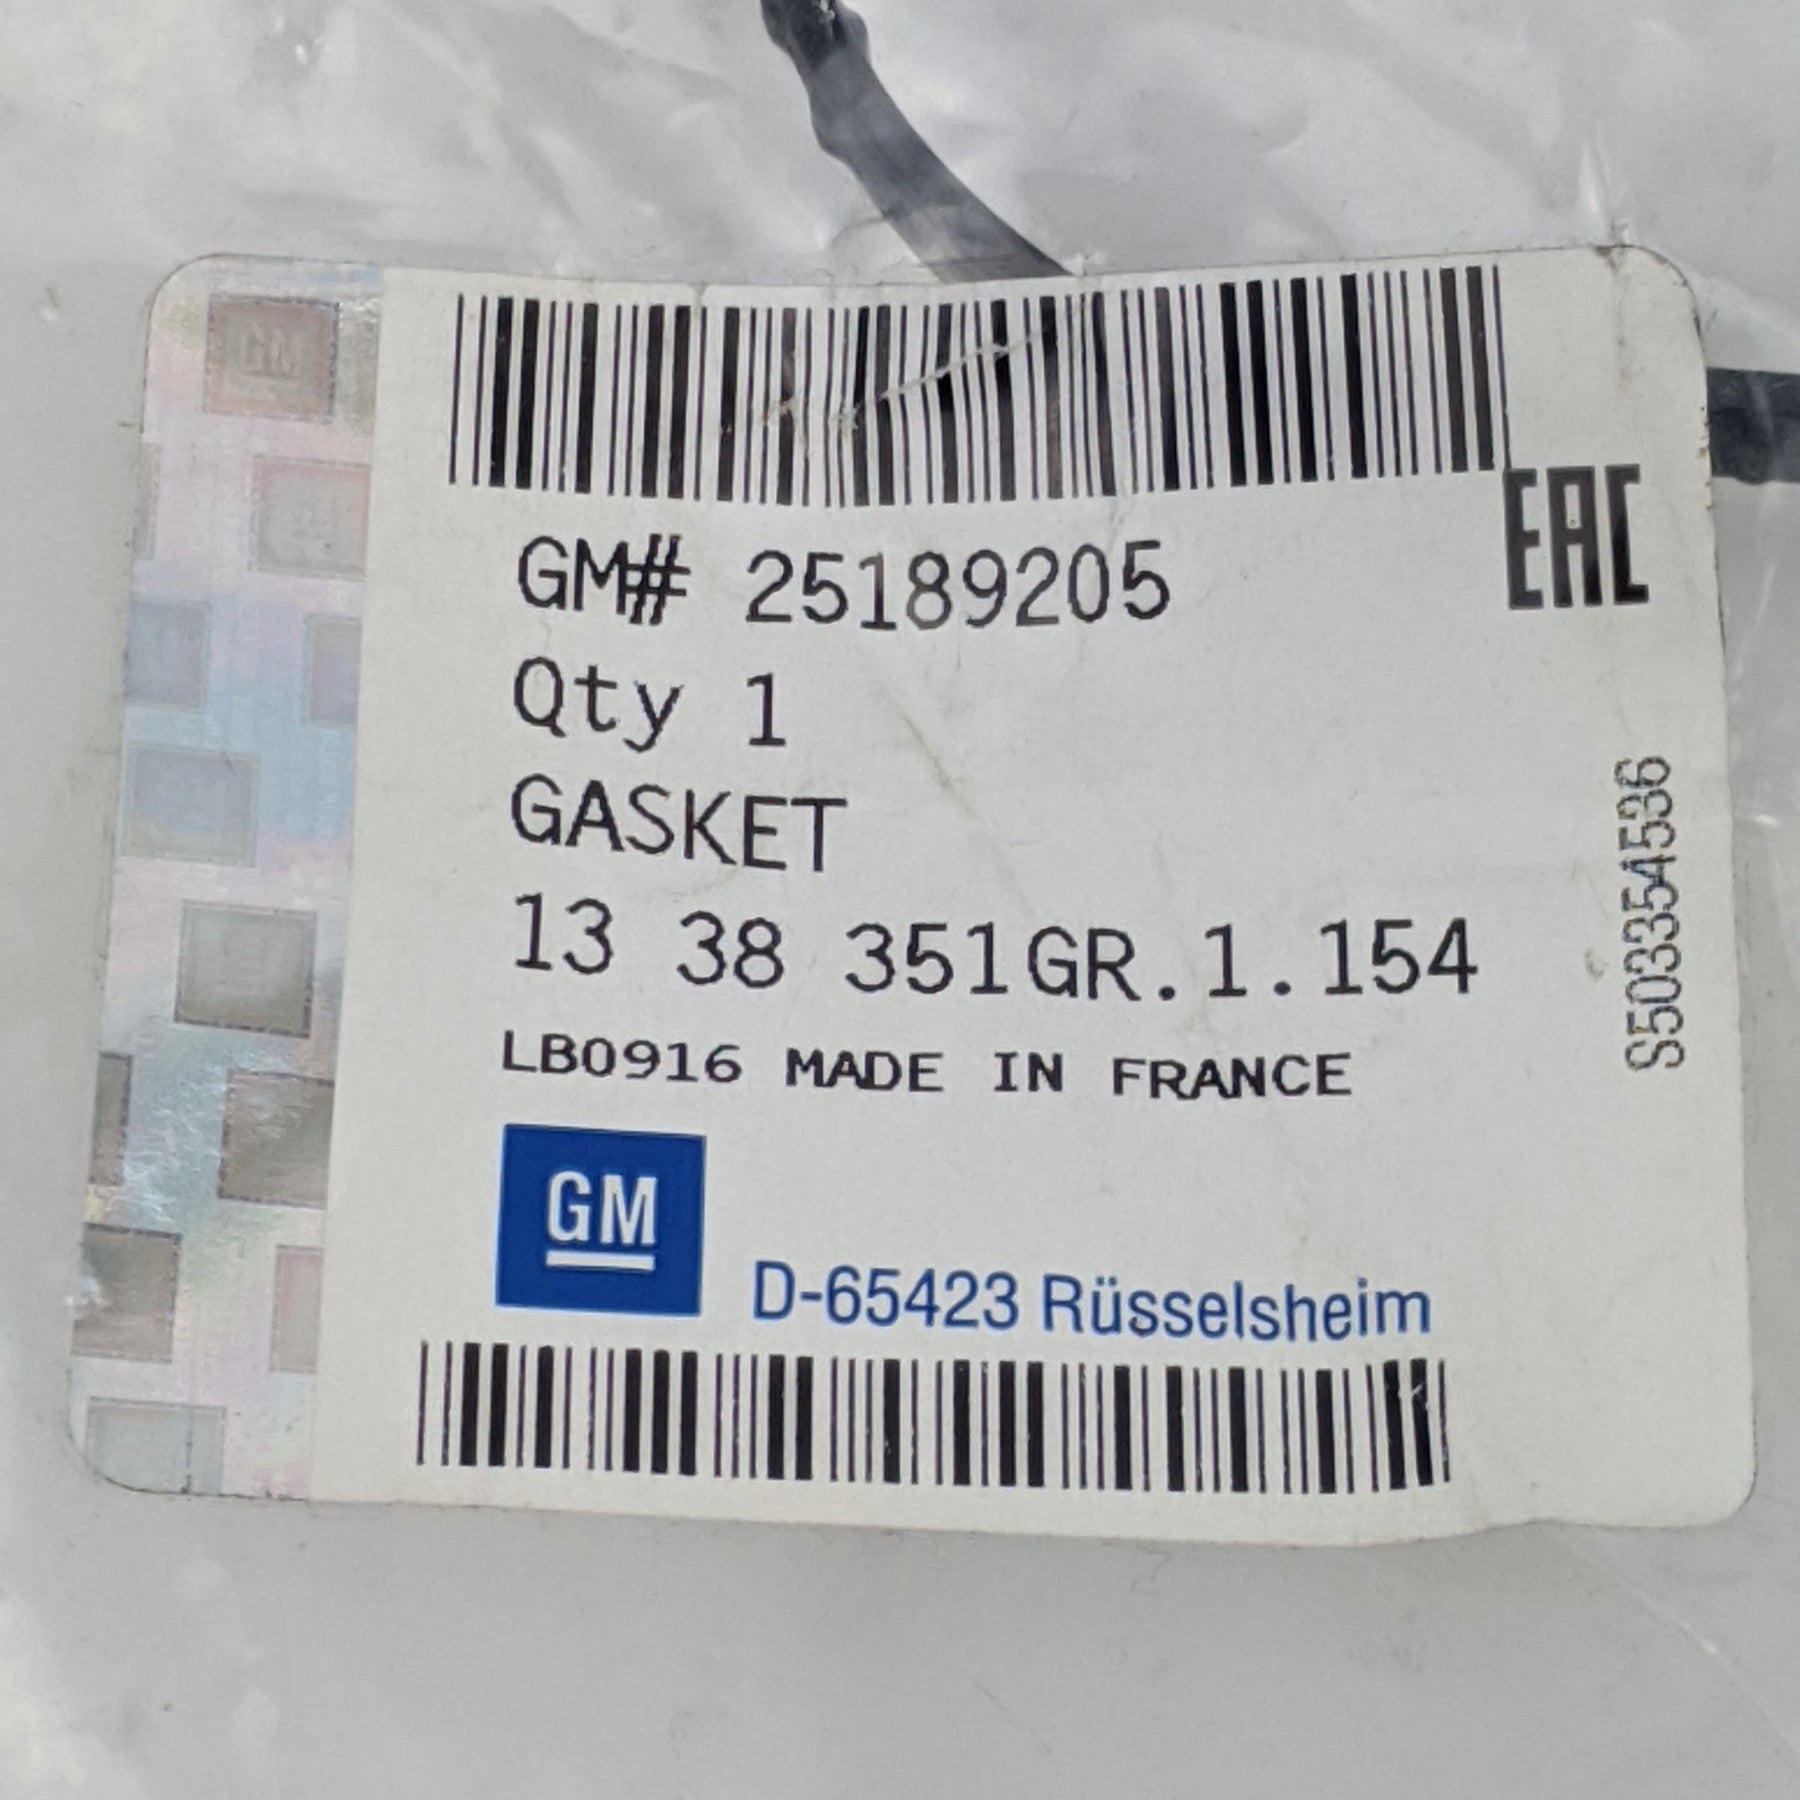 GM# 25189205
EAC
Qty 1
GASKET
13 38 351GR.1.154
S503354536
LB0916 MADE IN FRANCE
GM
D-65423 Rüsselsheim